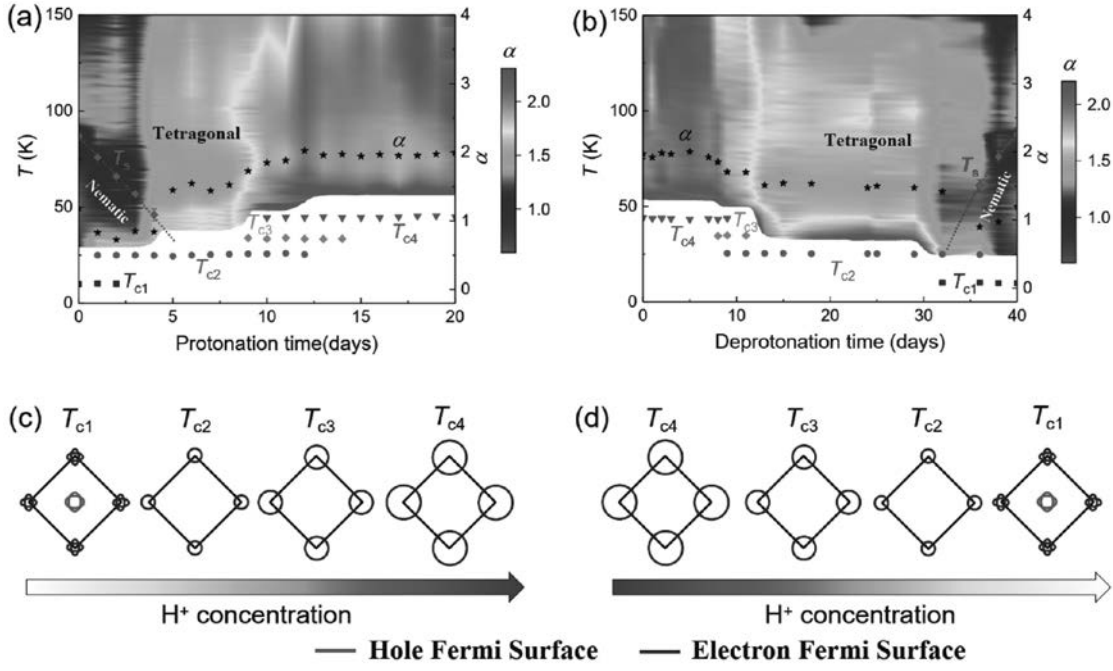 (a)
150
100
50
0
T (K)
0
5
10
15
20
Protonation time(days)
4
3
2
1
0
α
α
2.0
1.5
1.0
Tetragonal
Nematic
Ts
α
Tc3
Tc4
Tc2
Tc1
(b)
150
100
50
0
T (K)
0
10
20
30
40
Deprotonation time (days)
4
3
2
1
0
α
α
2.0
1.5
1.0
α
Tetragonal
Ts
Nematic
Tc3
Tc4
Tc2
Tc1
(c)
Tc1 Tc2 Tc3 Tc4
H+ concentration
(d)
Tc4 Tc3 Tc2 Tc1
H+ concentration
Hole Fermi Surface Electron Fermi Surface